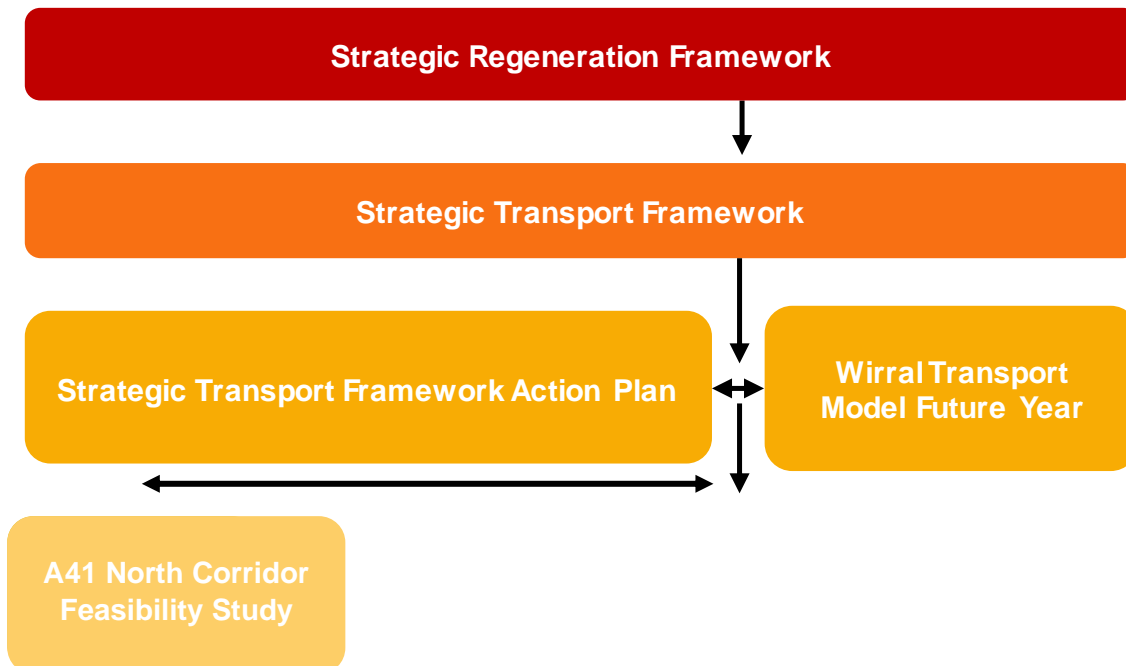 Strategic Regeneration Framework
Strategic Transport Framework
Strategic Transport Framework Action Plan
Wirral Transport
Model Future Year
A41 North Corridor
Feasibility Study